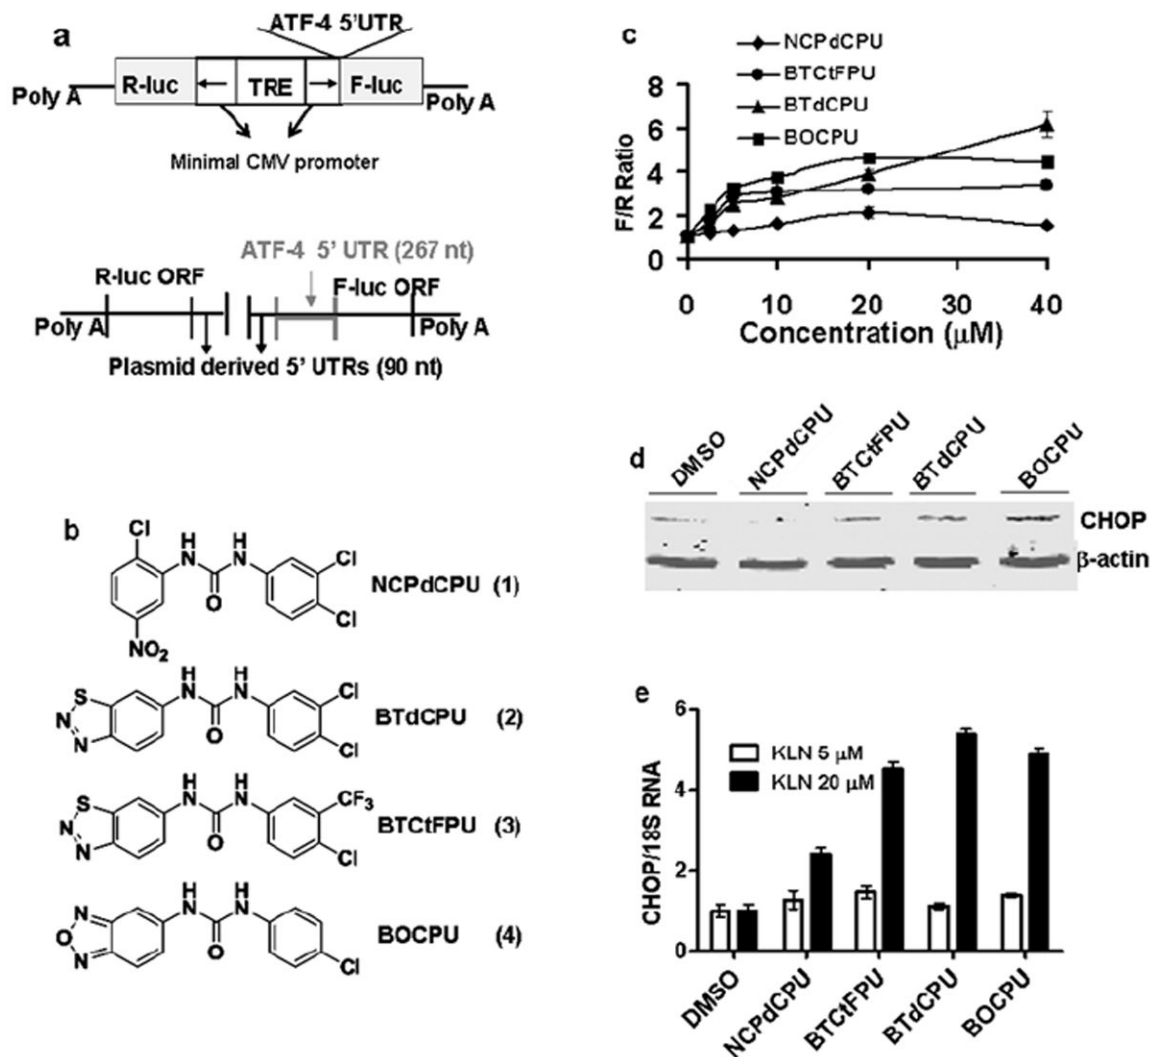 a
ATF-4 5'UTR
R-luc TRE F-luc
Poly A Poly A
Minimal CMV promoter
ATF-4 5' UTR (267 nt)
R-luc ORF F-luc ORF
Poly A Poly A
Plasmid derived 5' UTRs (90 nt)
b
Cl H H N N Cl
O Cl
NO2
NCPdCPU (1)
H H
S N N Cl
N
N O Cl
BTdCPU (2)
H H
S N N CF3
N
N O Cl
BTCtFPU (3)
H H
N N N
O
N O Cl
BOCPU (4)
c
NCPdCPU
BTCtFPU
BTdCPU
BOCPU
F/R Ratio
8
6
4
2
0
0 10 20 30 40
Concentration (μM)
d
DMSO NCPdCPU BTCtFPU BTdCPU BOCPU
CHOP
β-actin
e
KLN 5 μM
KLN 20 μM
CHOP/18S RNA
6
4
2
0
DMSO NCPdCPU BTCtFPU BTdCPU BOCPU